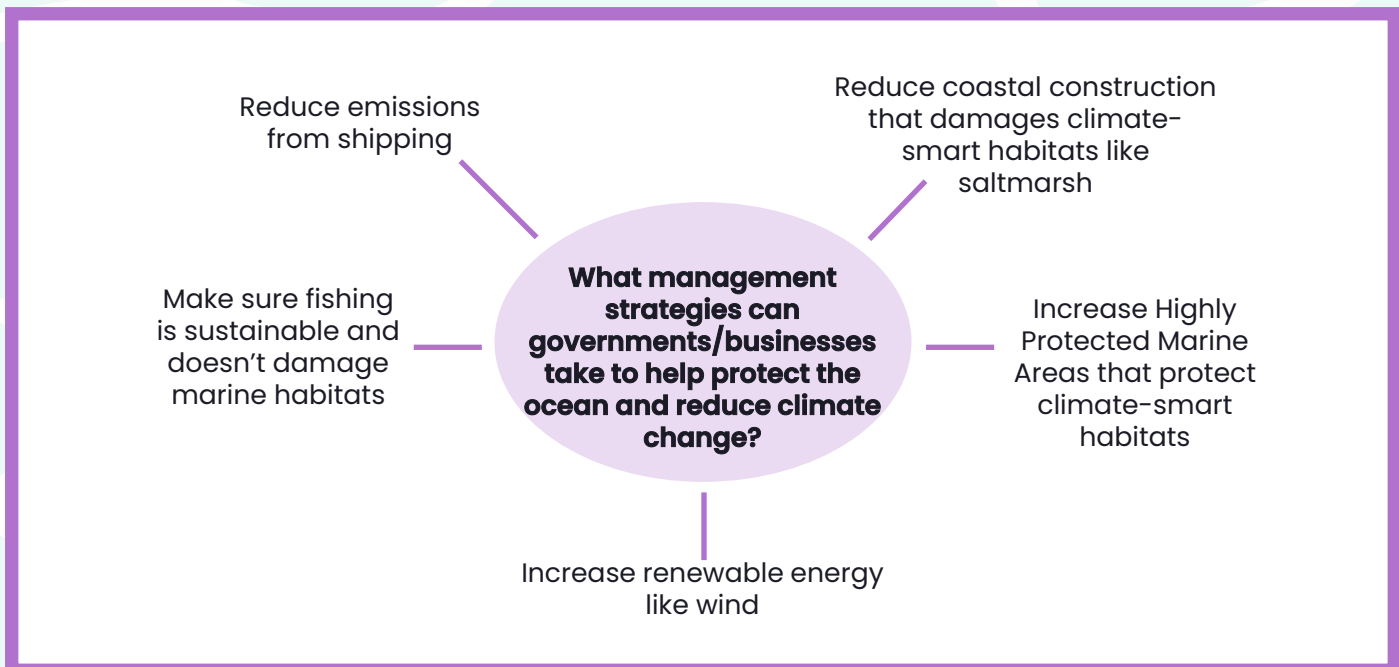 Reduce emissions
from shipping
Reduce coastal construction
that damages climate-
smart habitats like
saltmarsh
What management
strategies can
governments/businesses
take to help protect the
ocean and reduce climate
change?
Make sure fishing
is sustainable and
doesn't damage
marine habitats
Increase Highly
Protected Marine
Areas that protect
climate-smart
habitats
Increase renewable energy
like wind